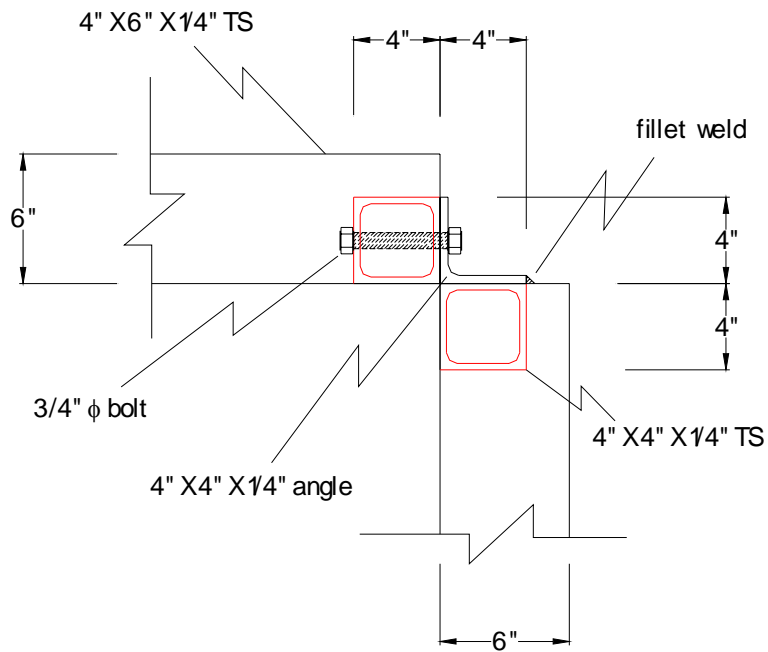 4" X6" X1/4" TS
4"
4"
fillet weld
6"
4"
4"
3/4" ϕ bolt
4" X4" X1/4" TS
4" X4" X1/4" angle
6"